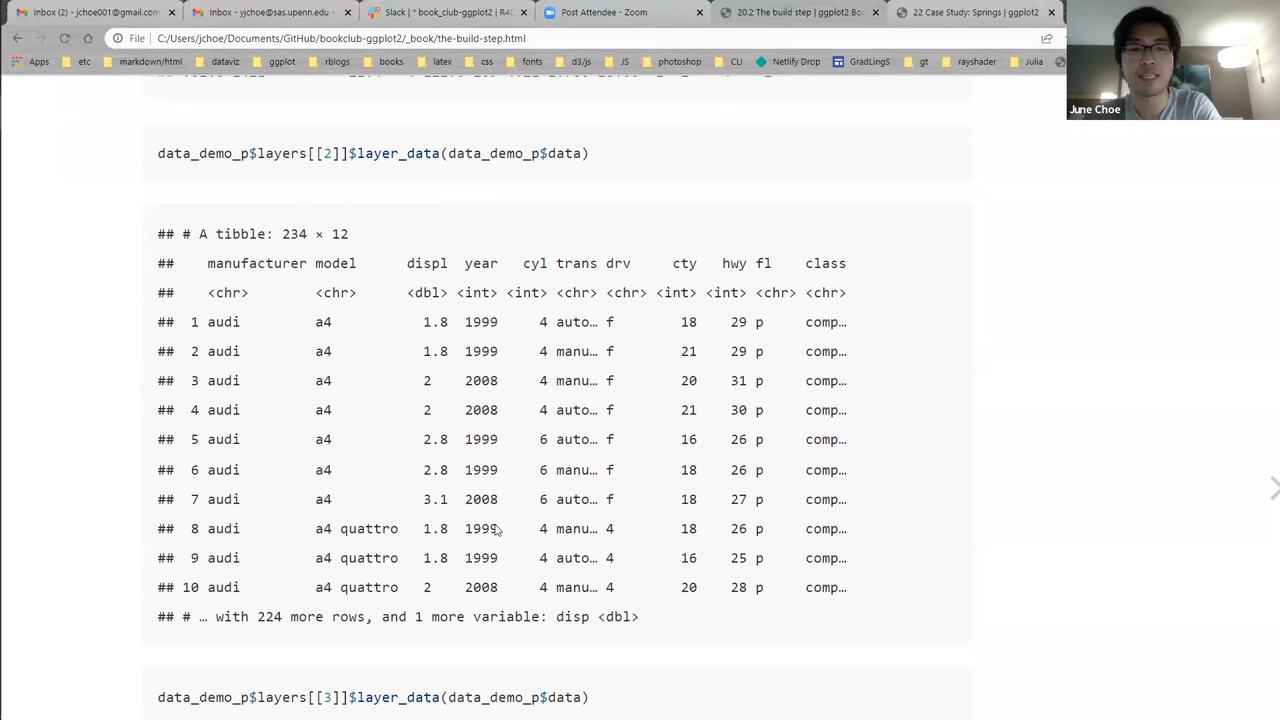 Inbox (2) - jchoe001@gmail.com
Inbox - yjchoe@sas.upenn.edu -
Slack | * book_club-ggplot2 | R4D
Post Attendee - Zoom
20.2 The build step | ggplot2 Boo
22 Case Study: Springs | ggplot2
File C:/Users/jchoe/Documents/GitHub/bookclub-ggplot2/_book/the-build-step.html
Apps etc markdown/html dataviz ggplot rblogs books latex css fonts d3/js JS photoshop CLI Netlify Drop GradLingS gt rayshader Julia
June Choe
data_demo_p$layers[[2]]$layer_data(data_demo_p$data)
## # A tibble: 234 × 12
## manufacturer model displ year cyl trans drv cty hwy fl class
## <chr> <chr> <dbl> <int> <int> <chr> <chr> <int> <int> <chr> <chr>
## 1 audi a4 1.8 1999 4 auto… f 18 29 p comp…
## 2 audi a4 1.8 1999 4 manu… f 21 29 p comp…
## 3 audi a4 2 2008 4 manu… f 20 31 p comp…
## 4 audi a4 2 2008 4 auto… f 21 30 p comp…
## 5 audi a4 2.8 1999 6 auto… f 16 26 p comp…
## 6 audi a4 2.8 1999 6 manu… f 18 26 p comp…
## 7 audi a4 3.1 2008 6 auto… f 18 27 p comp…
## 8 audi a4 quattro 1.8 1999 4 manu… 4 18 26 p comp…
## 9 audi a4 quattro 1.8 1999 4 auto… 4 16 25 p comp…
## 10 audi a4 quattro 2 2008 4 manu… 4 20 28 p comp…
## # … with 224 more rows, and 1 more variable: disp <dbl>
data_demo_p$layers[[3]]$layer_data(data_demo_p$data)